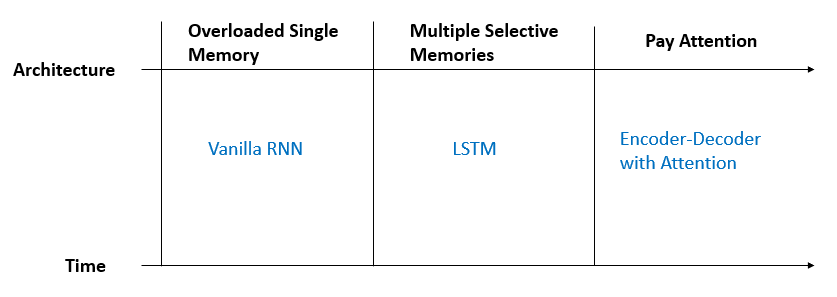 Overloaded Single
Memory
Multiple Selective
Memories
Pay Attention
Architecture
Vanilla RNN
LSTM
Encoder-Decoder
with Attention
Time